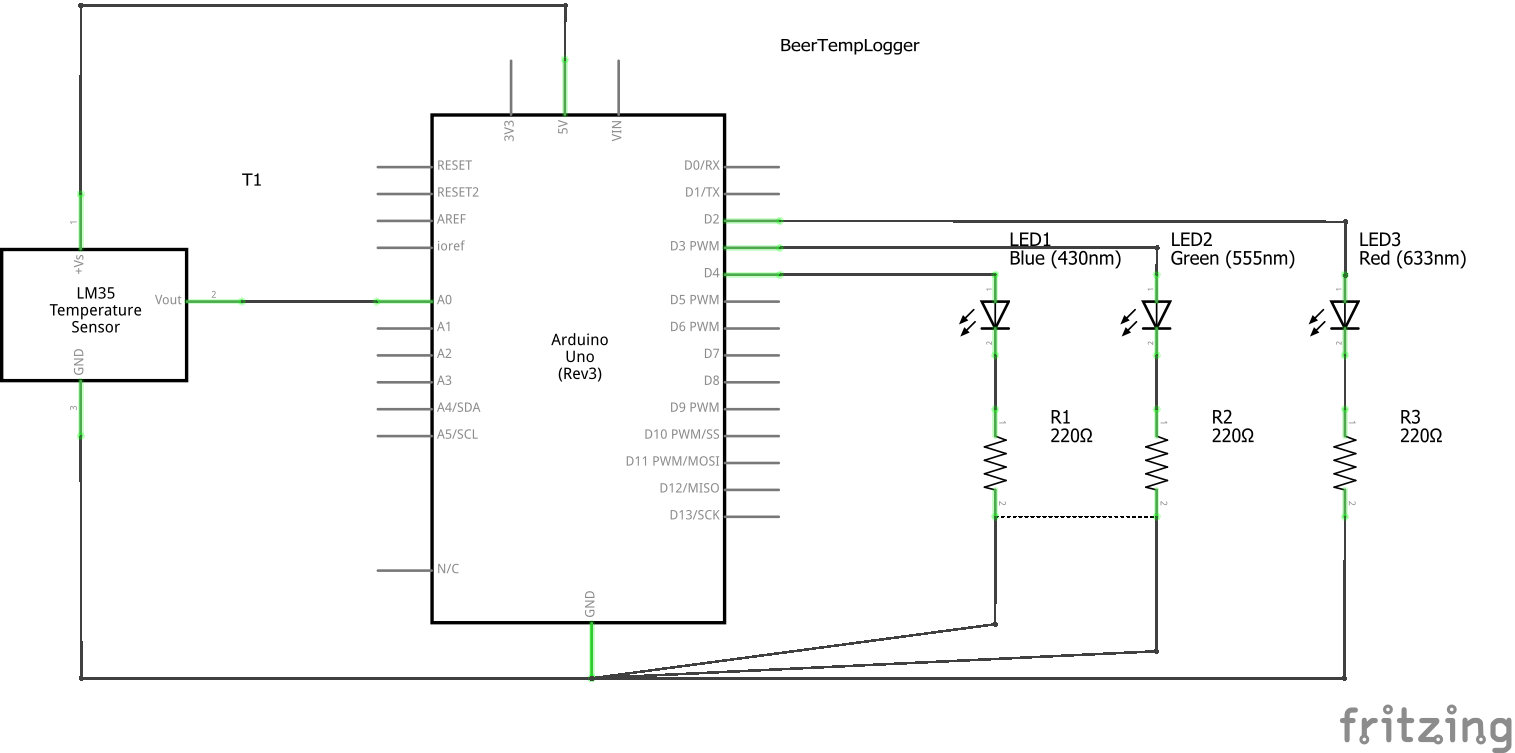 BeerTempLogger
3V3
5V
VIN
T1
RESET
RESET2
AREF
ioref
A0
A1
A2
A3
A4/SDA
A5/SCL
N/C
D0/RX
D1/TX
D2
D3 PWM
D4
D5 PWM
D6 PWM
D7
D8
D9 PWM
D10 PWM/SS
D11 PWM/MOSI
D12/MISO
D13/SCK
GND
Arduino
Uno
(Rev3)
1
+Vs
LM35
Temperature
Sensor
Vout
2
GND
3
LED1
Blue (430nm)
1
2
LED2
Green (555nm)
1
2
LED3
Red (633nm)
1
2
R1
220Ω
1
2
R2
220Ω
1
2
R3
220Ω
1
2
fritzing